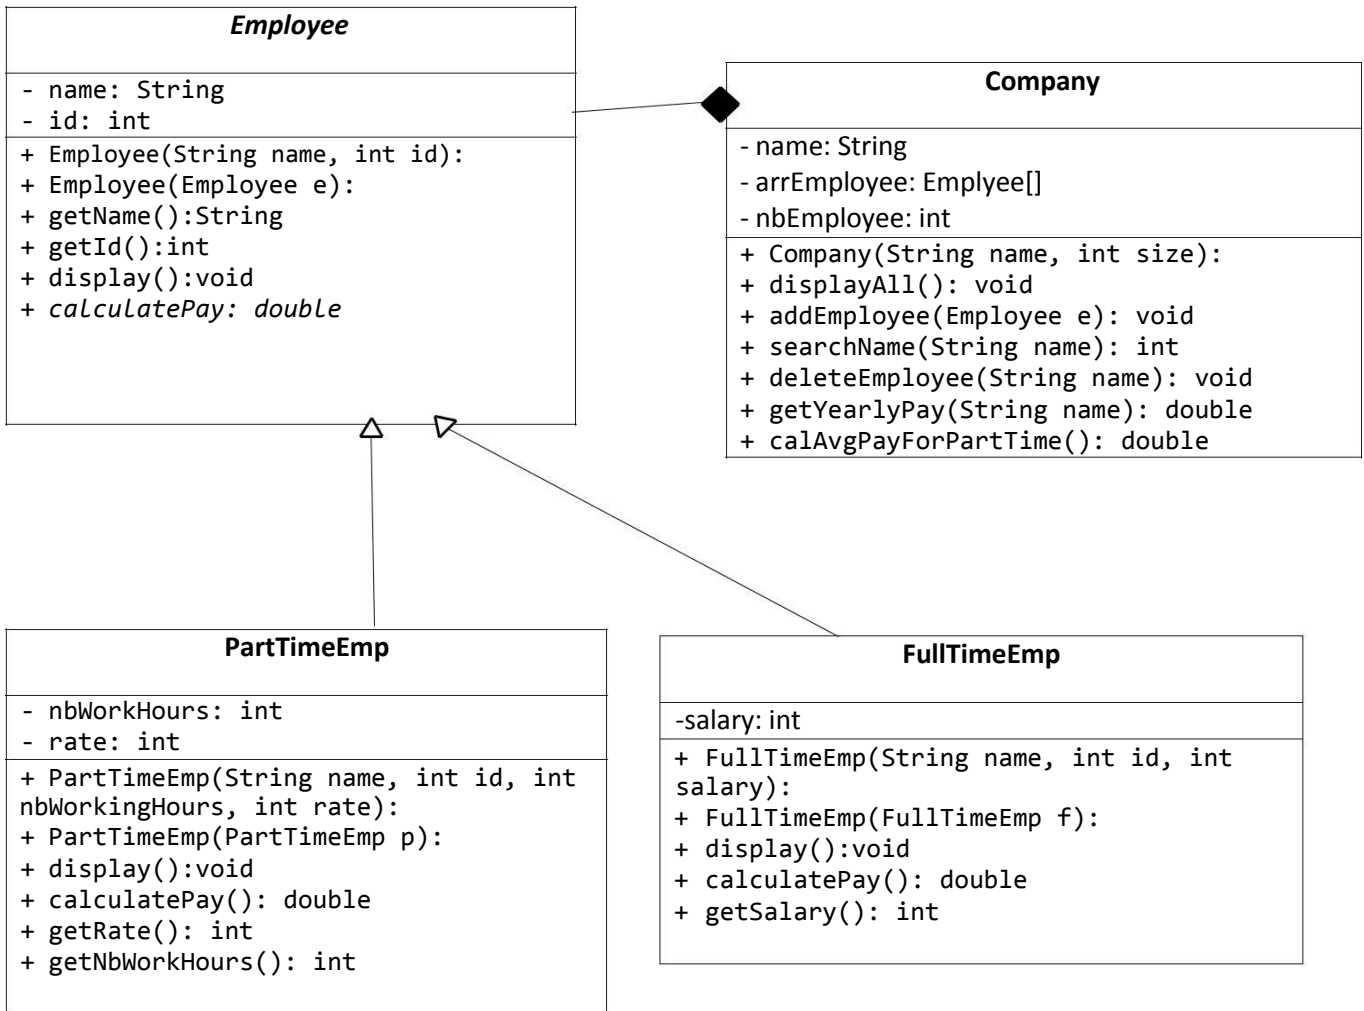 Employee
- name: String
- id: int
+ Employee(String name, int id):
+ Employee(Employee e):
+ getName():String
+ getId():int
+ display():void
+ calculatePay: double
Company
- name: String
- arrEmployee: Emplyee[]
- nbEmployee: int
+ Company(String name, int size):
+ displayAll(): void
+ addEmployee(Employee e): void
+ searchName(String name): int
+ deleteEmployee(String name): void
+ getYearlyPay(String name): double
+ calAvgPayForPartTime(): double
PartTimeEmp
- nbWorkHours: int
- rate: int
+ PartTimeEmp(String name, int id, int
nbWorkingHours, int rate):
+ PartTimeEmp(PartTimeEmp p):
+ display():void
+ calculatePay(): double
+ getRate(): int
+ getNbWorkHours(): int
FullTimeEmp
-salary: int
+ FullTimeEmp(String name, int id, int
salary):
+ FullTimeEmp(FullTimeEmp f):
+ display():void
+ calculatePay(): double
+ getSalary(): int